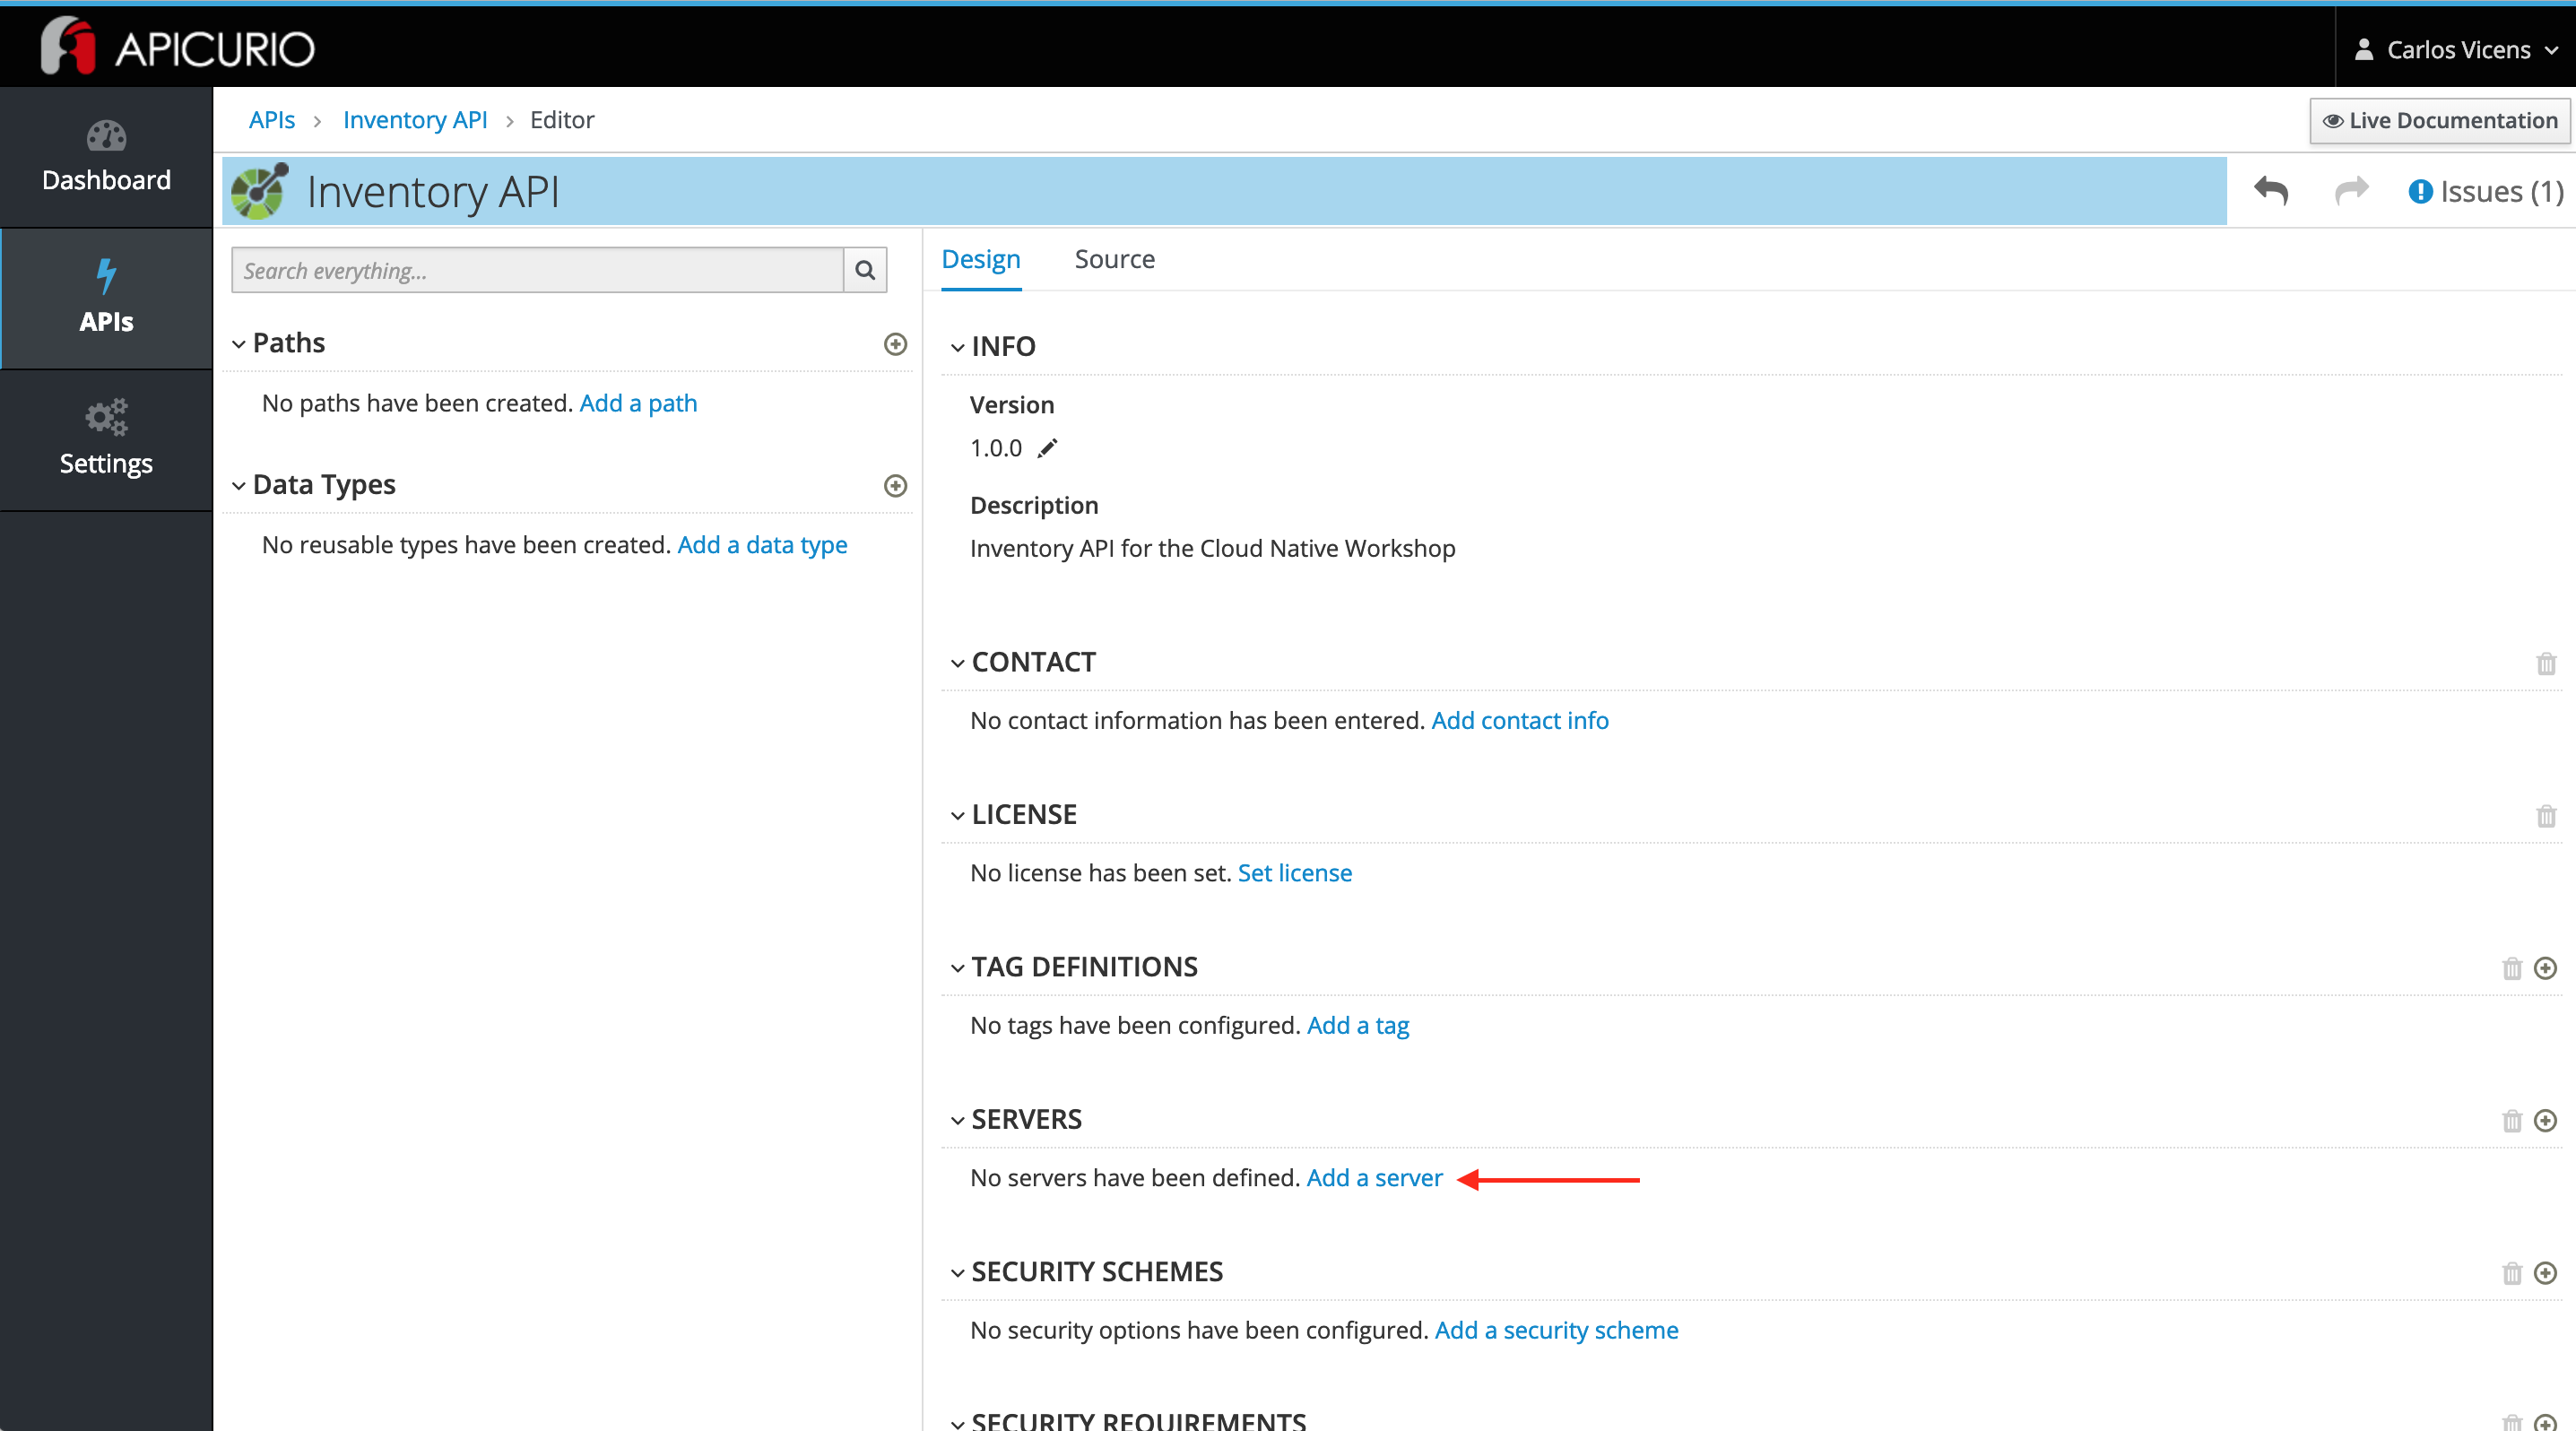 APICURIO
Carlos Vicens
Dashboard
APIs
Settings
APIs > Inventory API > Editor
Live Documentation
Inventory API
Issues (1)
Search everything...
Paths
No paths have been created. Add a path
Data Types
No reusable types have been created. Add a data type
Design Source
INFO
Version
1.0.0
Description
Inventory API for the Cloud Native Workshop
CONTACT
No contact information has been entered. Add contact info
LICENSE
No license has been set. Set license
TAG DEFINITIONS
No tags have been configured. Add a tag
SERVERS
No servers have been defined. Add a server
SECURITY SCHEMES
No security options have been configured. Add a security scheme
SECURITY REQUIREMENTS